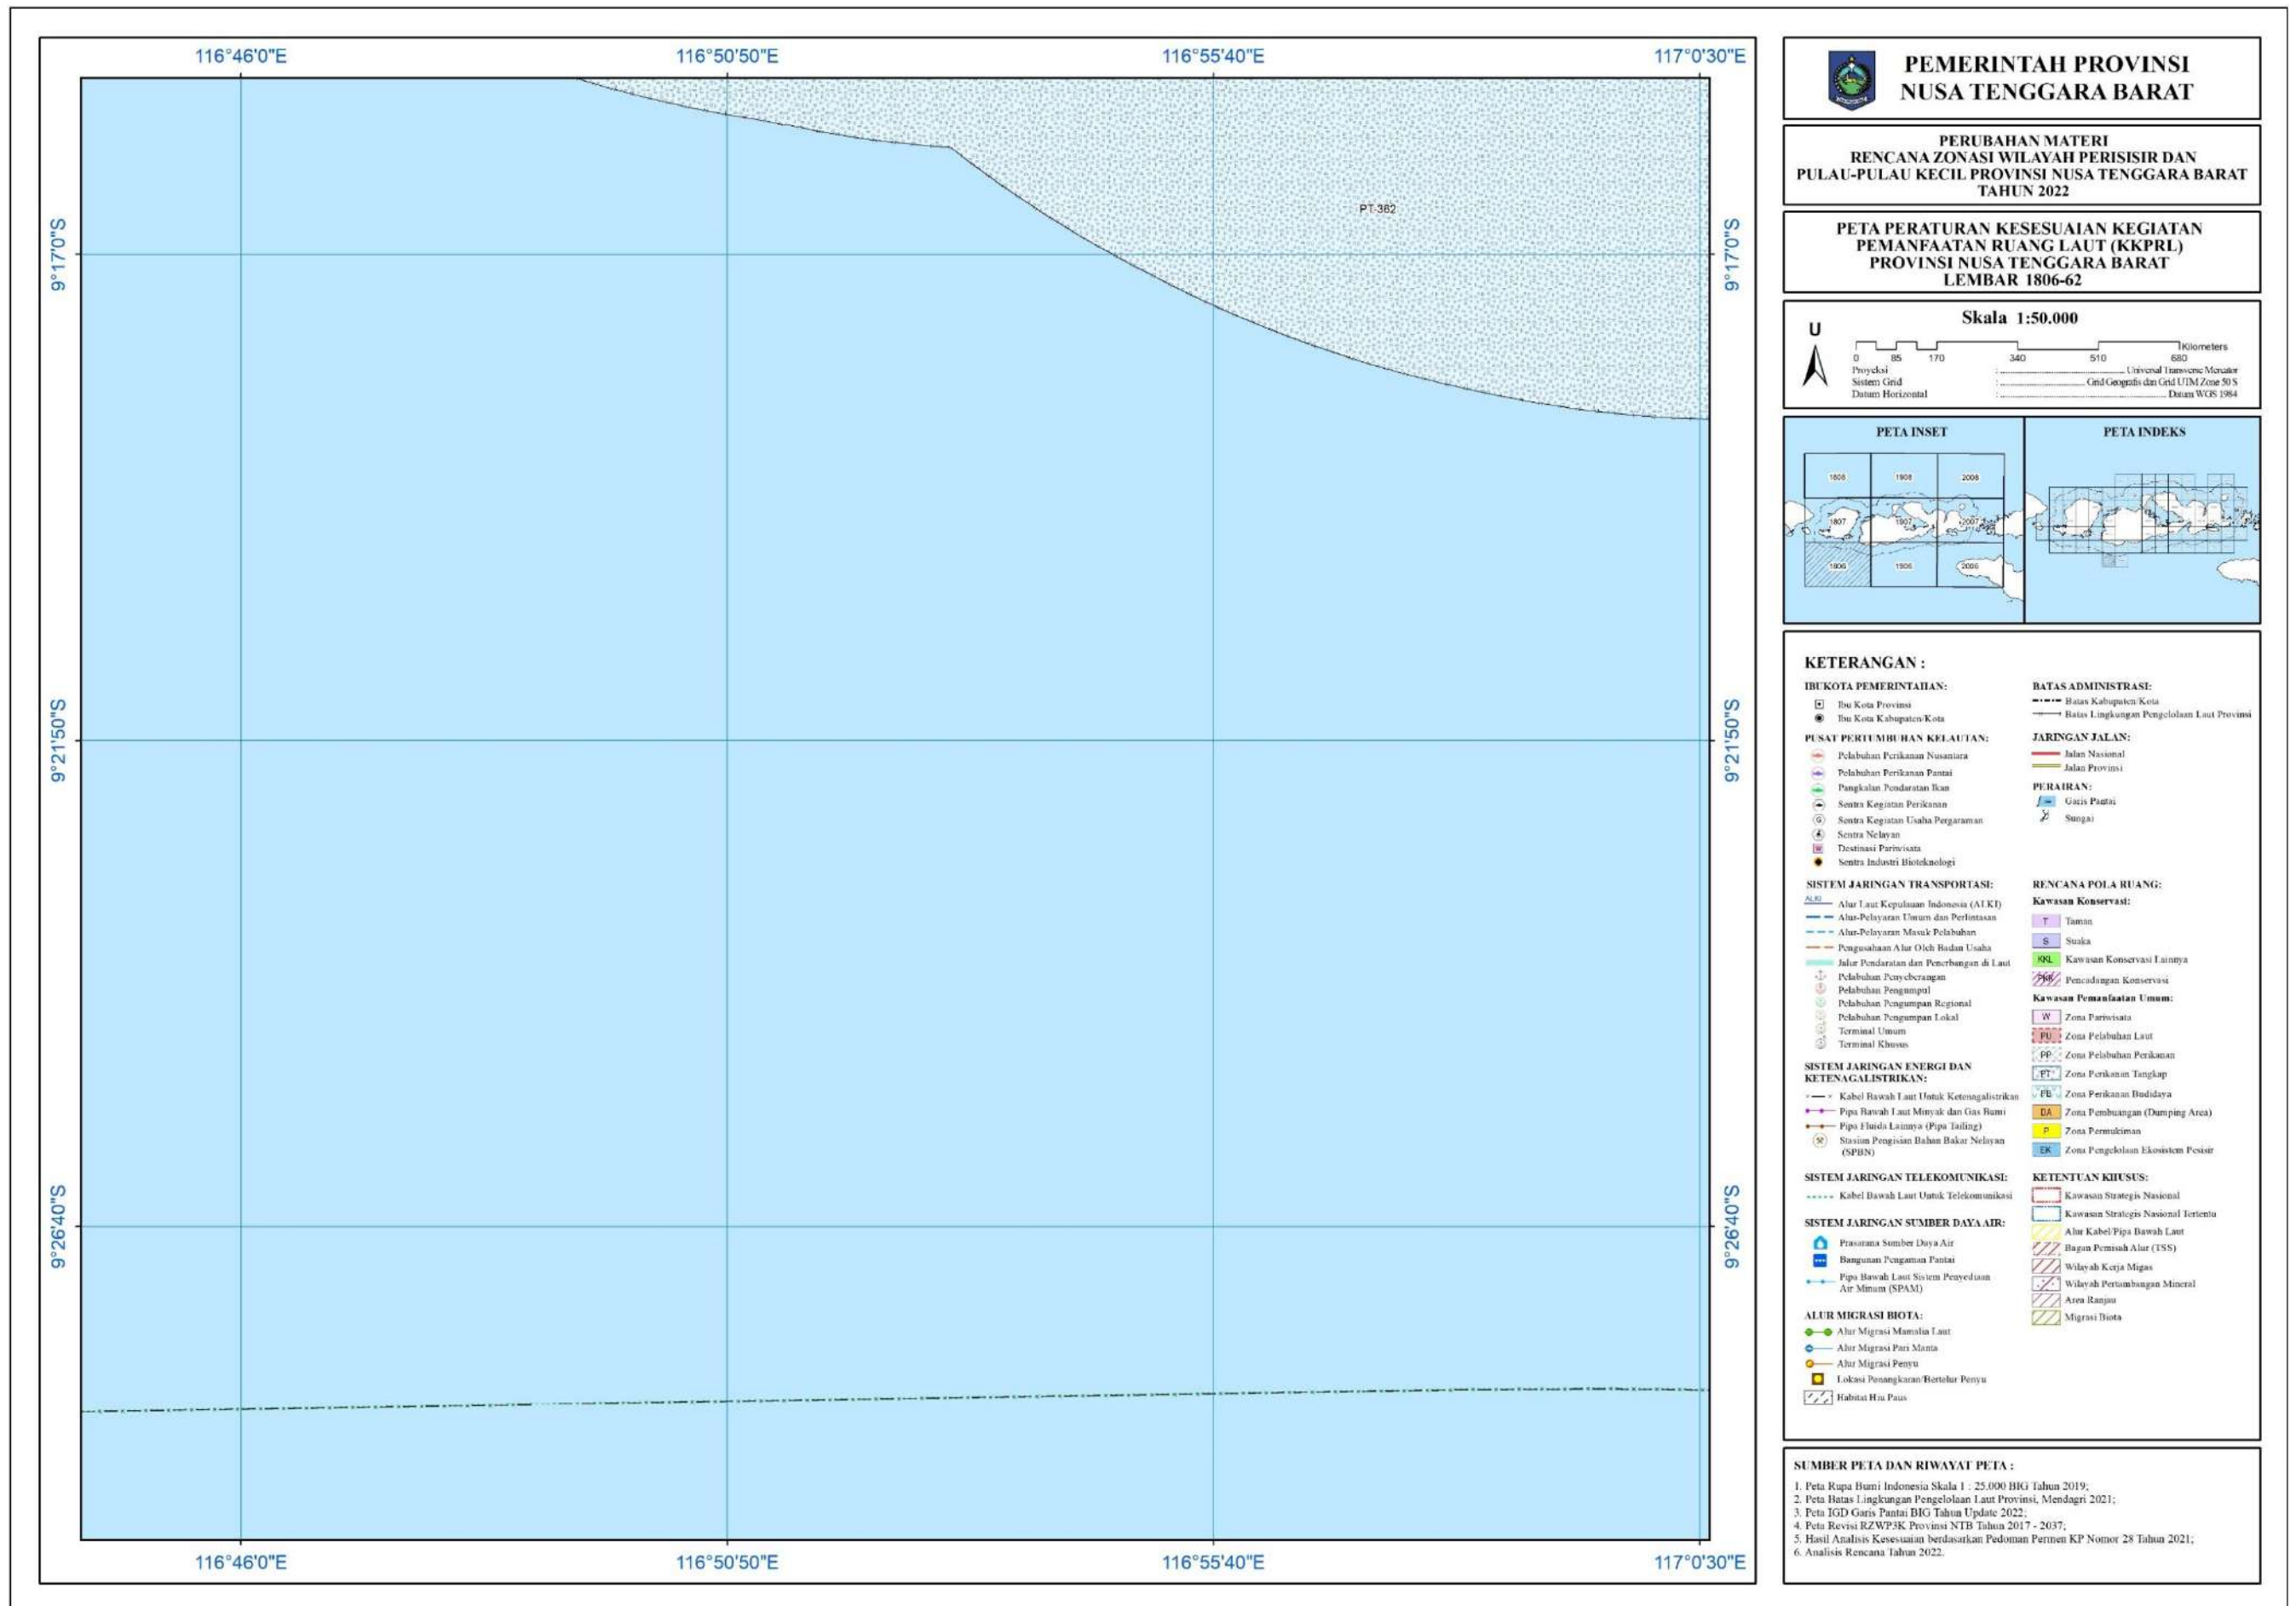 116°46'0"E 116°50'50"E 116°55'40"E 117°0'30"E
PT-362
9°17'0"S 9°17'0"S
9°21'50"S 9°21'50"S
9°26'40"S 9°26'40"S
116°46'0"E 116°50'50"E 116°55'40"E 117°0'30"E
PEMERINTAH PROVINSI
NUSA TENGGARA BARAT
PERUBAHAN MATERI
RENCANA ZONASI WILAYAH PERISISIR DAN
PULAU-PULAU KECIL PROVINSI NUSA TENGGARA BARAT
TAHUN 2022
PETA PERATURAN KESESUAIAN KEGIATAN
PEMANFAATAN RUANG LAUT (KKPRL)
PROVINSI NUSA TENGGARA BARAT
LEMBAR 1806-62
Skala 1:50.000
U
Kilometers
0 85 170 340 510 680
Proyeksi : Universal Transverse Mercator
Sistem Grid : Grid Geografis dan Grid UTM Zone 50 S
Datum Horizontal : Datum WGS 1984
PETA INSET
1808 1908 2008
1807 1907 2007
1806 1906 2006
PETA INDEKS
KETERANGAN :
IBUKOTA PEMERINTAHAN:
Ibu Kota Provinsi
Ibu Kota Kabupaten/Kota
PUSAT PERTUMBUHAN KELAUTAN:
Pelabuhan Perikanan Nusantara
Pelabuhan Perikanan Pantai
Pangkalan Pendaratan Ikan
Sentra Kegiatan Perikanan
G Sentra Kegiatan Usaha Pergaraman
Sentra Nelayan
W Destinasi Pariwisata
Sentra Industri Bioteknologi
SISTEM JARINGAN TRANSPORTASI:
ALKI Alur Laut Kepulauan Indonesia (ALKI)
Alur-Pelayaran Umum dan Perlintasan
Alur-Pelayaran Masuk Pelabuhan
Pengusahaan Alur Oleh Badan Usaha
Jalur Pendaratan dan Penerbangan di Laut
Pelabuhan Penyeberangan
Pelabuhan Pengumpul
Pelabuhan Pengumpan Regional
Pelabuhan Pengumpan Lokal
Terminal Umum
Terminal Khusus
SISTEM JARINGAN ENERGI DAN
KETENAGALISTRIKAN:
Kabel Bawah Laut Untuk Ketenagalistrikan
Pipa Bawah Laut Minyak dan Gas Bumi
Pipa Fluida Lainnya (Pipa Tailing)
Stasiun Pengisian Bahan Bakar Nelayan
(SPBN)
SISTEM JARINGAN TELEKOMUNIKASI:
Kabel Bawah Laut Untuk Telekomunikasi
SISTEM JARINGAN SUMBER DAYA AIR:
Prasarana Sumber Daya Air
Bangunan Pengaman Pantai
Pipa Bawah Laut Sistem Penyediaan
Air Minum (SPAM)
ALUR MIGRASI BIOTA:
Alur Migrasi Mamalia Laut
Alur Migrasi Pari Manta
Alur Migrasi Penyu
Lokasi Penangkaran/Bertelur Penyu
Habitat Hiu Paus
BATAS ADMINISTRASI:
Batas Kabupaten/Kota
Batas Lingkungan Pengelolaan Laut Provinsi
JARINGAN JALAN:
Jalan Nasional
Jalan Provinsi
PERAIRAN:
Garis Pantai
Sungai
RENCANA POLA RUANG:
Kawasan Konservasi:
T Taman
S Suaka
KKL Kawasan Konservasi Lainnya
PKK Pencadangan Konservasi
Kawasan Pemanfaatan Umum:
W Zona Pariwisata
PU Zona Pelabuhan Laut
PP Zona Pelabuhan Perikanan
PT Zona Perikanan Tangkap
PB Zona Perikanan Budidaya
DA Zona Pembuangan (Dumping Area)
P Zona Permukiman
EK Zona Pengelolaan Ekosistem Pesisir
KETENTUAN KHUSUS:
Kawasan Strategis Nasional
Kawasan Strategis Nasional Tertentu
Alur Kabel/Pipa Bawah Laut
Bagan Pemisah Alur (TSS)
Wilayah Kerja Migas
Wilayah Pertambangan Mineral
Area Ranjau
Migrasi Biota
SUMBER PETA DAN RIWAYAT PETA :
1. Peta Rupa Bumi Indonesia Skala 1 : 25.000 BIG Tahun 2019;
2. Peta Batas Lingkungan Pengelolaan Laut Provinsi, Mendagri 2021;
3. Peta IGD Garis Pantai BIG Tahun Update 2022;
4. Peta Revisi RZWP3K Provinsi NTB Tahun 2017 - 2037;
5. Hasil Analisis Kesesuaian berdasarkan Pedoman Permen KP Nomor 28 Tahun 2021;
6. Analisis Rencana Tahun 2022.